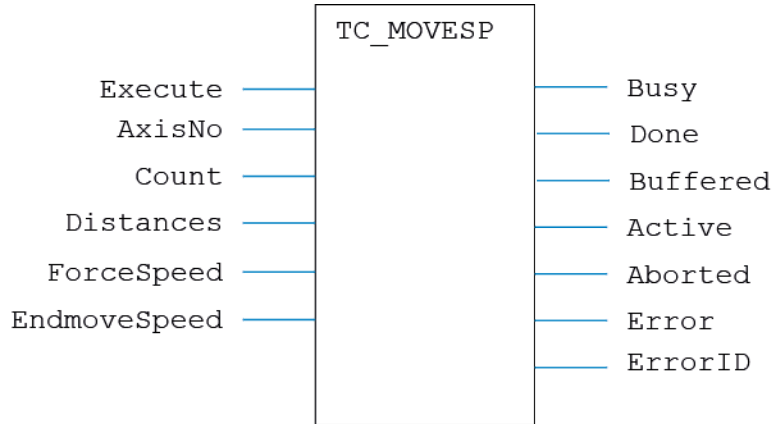 TC_MOVESP
Execute
AxisNo
Count
Distances
ForceSpeed
EndmoveSpeed
Busy
Done
Buffered
Active
Aborted
Error
ErrorID